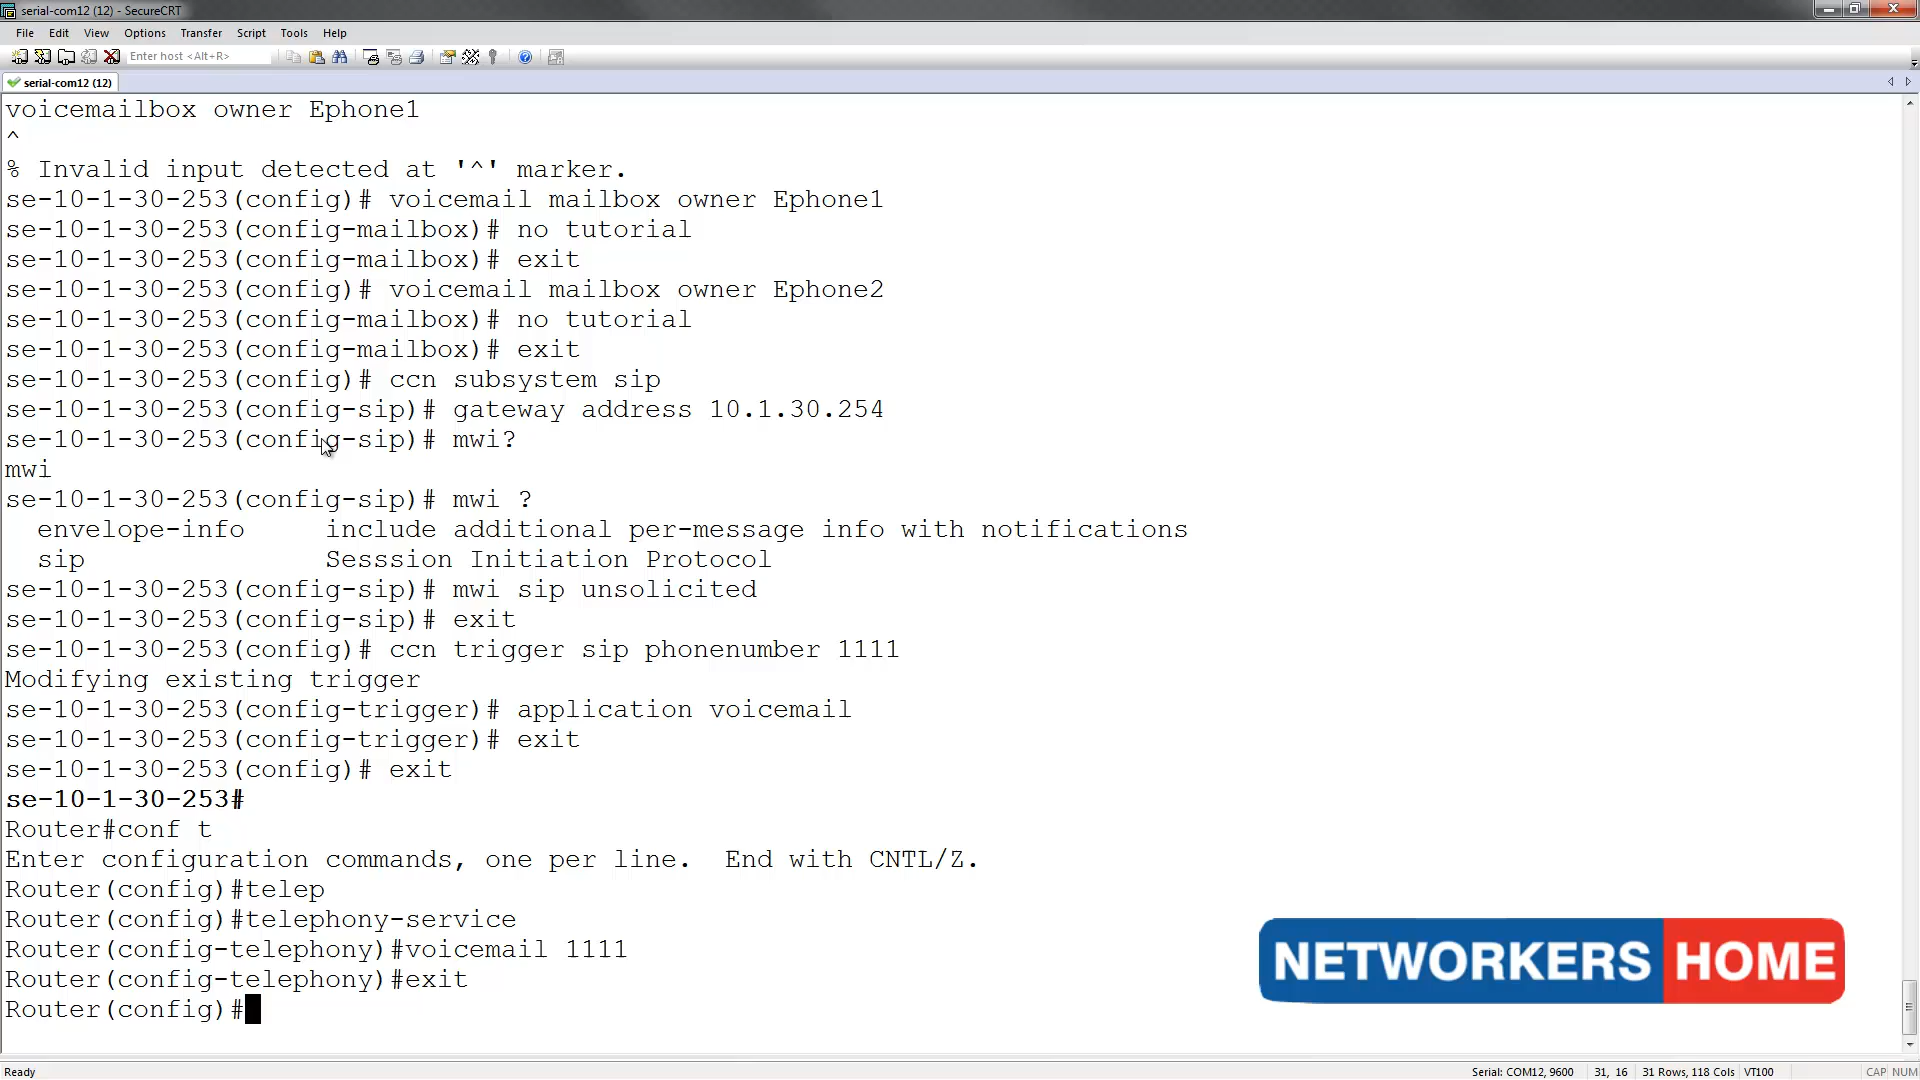 serial-com12 (12) - SecureCRT
File Edit View Options Transfer Script Tools Help
Enter host <Alt+R>
serial-com12 (12)
voicemailbox owner Ephone1
^
% Invalid input detected at '^' marker.
se-10-1-30-253(config)# voicemail mailbox owner Ephone1
se-10-1-30-253(config-mailbox)# no tutorial
se-10-1-30-253(config-mailbox)# exit
se-10-1-30-253(config)# voicemail mailbox owner Ephone2
se-10-1-30-253(config-mailbox)# no tutorial
se-10-1-30-253(config-mailbox)# exit
se-10-1-30-253(config)# ccn subsystem sip
se-10-1-30-253(config-sip)# gateway address 10.1.30.254
se-10-1-30-253(config-sip)# mwi?
mwi
se-10-1-30-253(config-sip)# mwi ?
envelope-info include additional per-message info with notifications
sip Sesssion Initiation Protocol
se-10-1-30-253(config-sip)# mwi sip unsolicited
se-10-1-30-253(config-sip)# exit
se-10-1-30-253(config)# ccn trigger sip phonenumber 1111
Modifying existing trigger
se-10-1-30-253(config-trigger)# application voicemail
se-10-1-30-253(config-trigger)# exit
se-10-1-30-253(config)# exit
se-10-1-30-253#
Router#conf t
Enter configuration commands, one per line. End with CNTL/Z.
Router(config)#telep
Router(config)#telephony-service
Router(config-telephony)#voicemail 1111
Router(config-telephony)#exit
Router(config)#
NETWORKERS HOME
Ready Serial: COM12, 9600 31, 16 31 Rows, 118 Cols VT100 CAP NUM